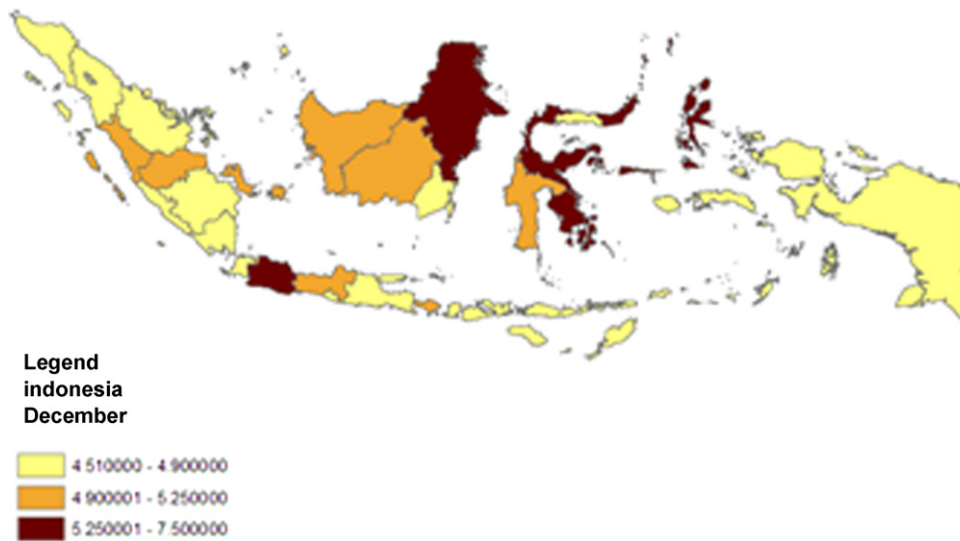 Legend
indonesia
December
4.510000 - 4.900000
4.900001 - 5.250000
5.250001 - 7.500000